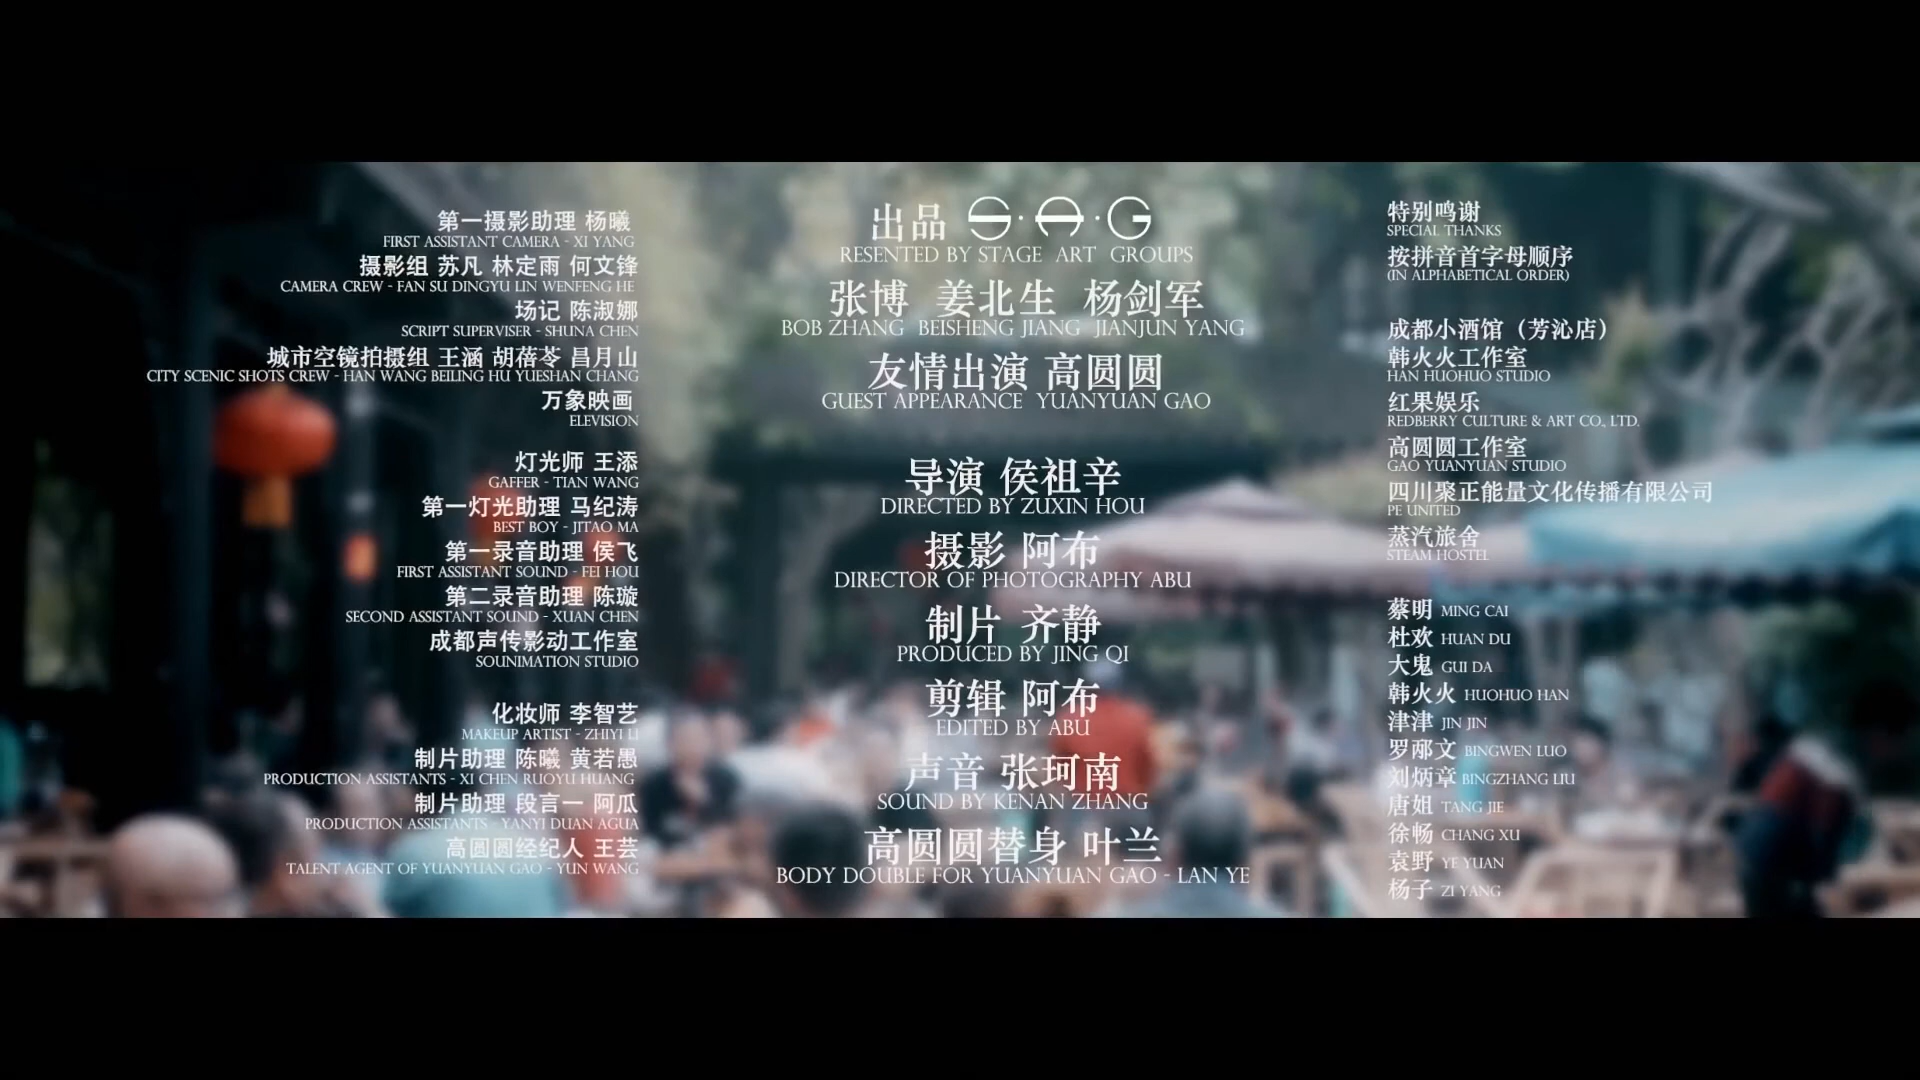 第一摄影助理 杨曦
FIRST ASSISTANT CAMERA - XI YANG
摄影组 苏凡 林定雨 何文锋
CAMERA CREW - FAN SU DINGYU LIN WENFENG HE
场记 陈淑娜
SCRIPT SUPERVISER - SHUNA CHEN
城市空镜拍摄组 王涵 胡蓓苓 昌月山
CITY SCENIC SHOTS CREW - HAN WANG BEILING HU YUESHAN CHANG
万象映画
ELEVISION
灯光师 王添
GAFFER - TIAN WANG
第一灯光助理 马纪涛
BEST BOY - JITAO MA
第一录音助理 侯飞
FIRST ASSISTANT SOUND - FEI HOU
第二录音助理 陈璇
SECOND ASSISTANT SOUND - XUAN CHEN
成都声传影动工作室
SOUNIMATION STUDIO
化妆师 李智艺
MAKEUP ARTIST - ZHIYI LI
制片助理 陈曦 黄若愚
PRODUCTION ASSISTANTS - XI CHEN RUOYU HUANG
制片助理 段言一 阿瓜
PRODUCTION ASSISTANTS - YANYI DUAN AGUA
高圆圆经纪人 王芸
TALENT AGENT OF YUANYUAN GAO - YUN WANG
出品 S·A·G
RESENTED BY STAGE ART GROUPS
张博 姜北生 杨剑军
BOB ZHANG BEISHENG JIANG JIANJUN YANG
友情出演 高圆圆
GUEST APPEARANCE YUANYUAN GAO
导演 侯祖辛
DIRECTED BY ZUXIN HOU
摄影 阿布
DIRECTOR OF PHOTOGRAPHY ABU
制片 齐静
PRODUCED BY JING QI
剪辑 阿布
EDITED BY ABU
声音 张珂南
SOUND BY KENAN ZHANG
高圆圆替身 叶兰
BODY DOUBLE FOR YUANYUAN GAO - LAN YE
特别鸣谢
SPECIAL THANKS
按拼音首字母顺序
(IN ALPHABETICAL ORDER)
成都小酒馆（芳沁店）
韩火火工作室
HAN HUOHUO STUDIO
红果娱乐
REDBERRY CULTURE & ART CO., LTD.
高圆圆工作室
GAO YUANYUAN STUDIO
四川聚正能量文化传播有限公司
PE UNITED
蒸汽旅舍
STEAM HOSTEL
蔡明 MING CAI
杜欢 HUAN DU
大鬼 GUI DA
韩火火 HUOHUO HAN
津津 JIN JIN
罗邴文 BINGWEN LUO
刘炳章 BINGZHANG LIU
唐姐 TANG JIE
徐畅 CHANG XU
袁野 YE YUAN
杨子 ZI YANG